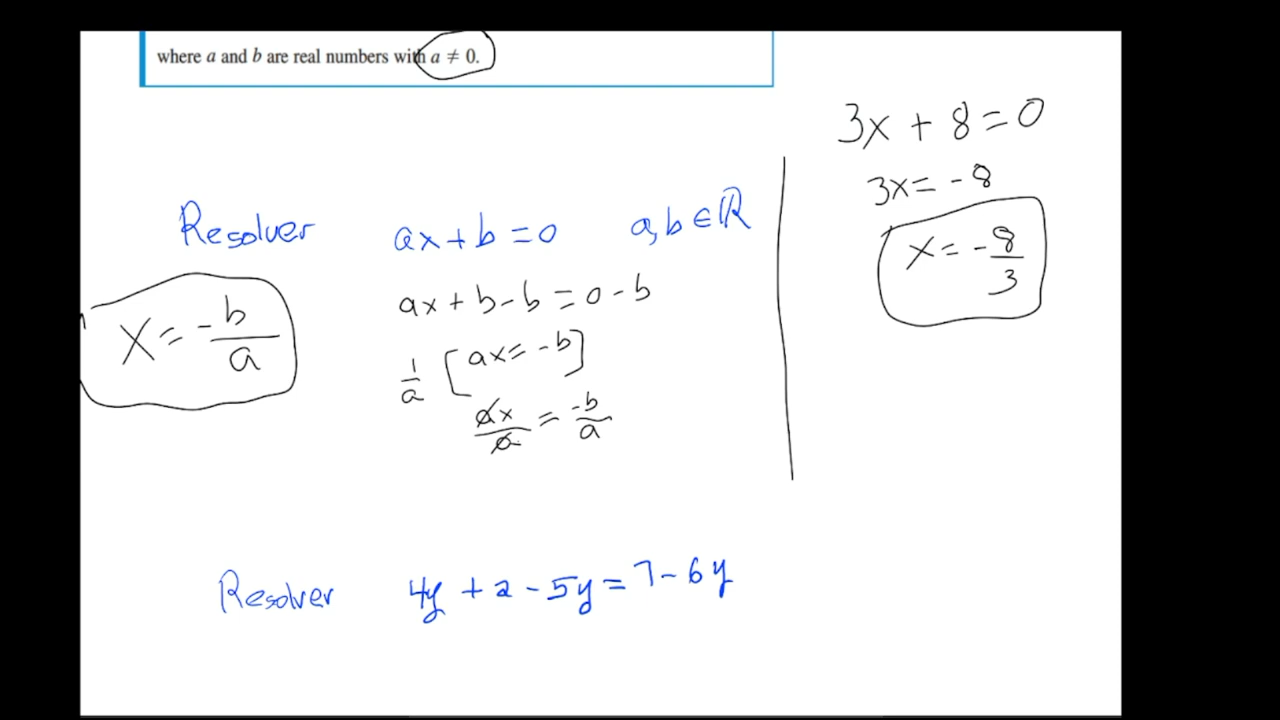 where a and b are real numbers with a ≠ 0.
Resolver ax + b = 0 a, b ∈ ℝ
ax + b - b = 0 - b
1/a [ax = -b]
ax/a = -b/a
X = -b/a
3x + 8 = 0
3x = -8
x = -8/3
Resolver 4y + 2 - 5y = 7 - 6y